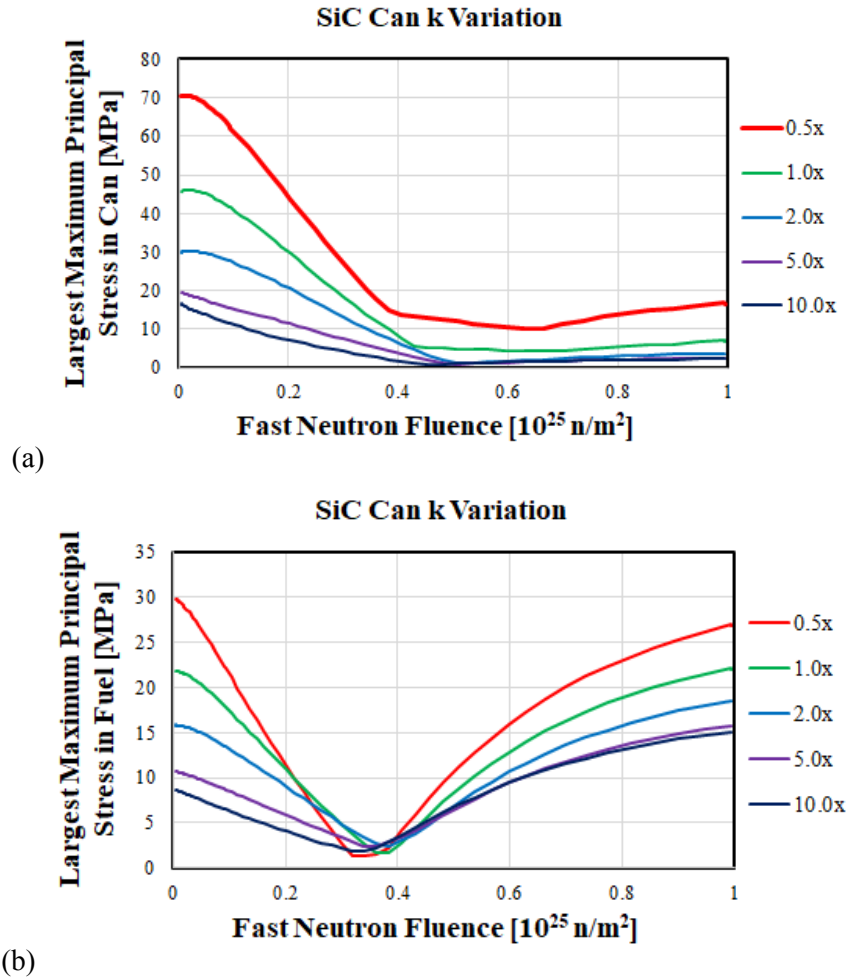 SiC Can k Variation
Largest Maximum Principal
Stress in Can [MPa]
80
70
60
50
40
30
20
10
0
0 0.2 0.4 0.6 0.8 1
Fast Neutron Fluence [10²⁵ n/m²]
0.5x
1.0x
2.0x
5.0x
10.0x
(a)
SiC Can k Variation
Largest Maximum Principal
Stress in Fuel [MPa]
35
30
25
20
15
10
5
0
0 0.2 0.4 0.6 0.8 1
Fast Neutron Fluence [10²⁵ n/m²]
0.5x
1.0x
2.0x
5.0x
10.0x
(b)